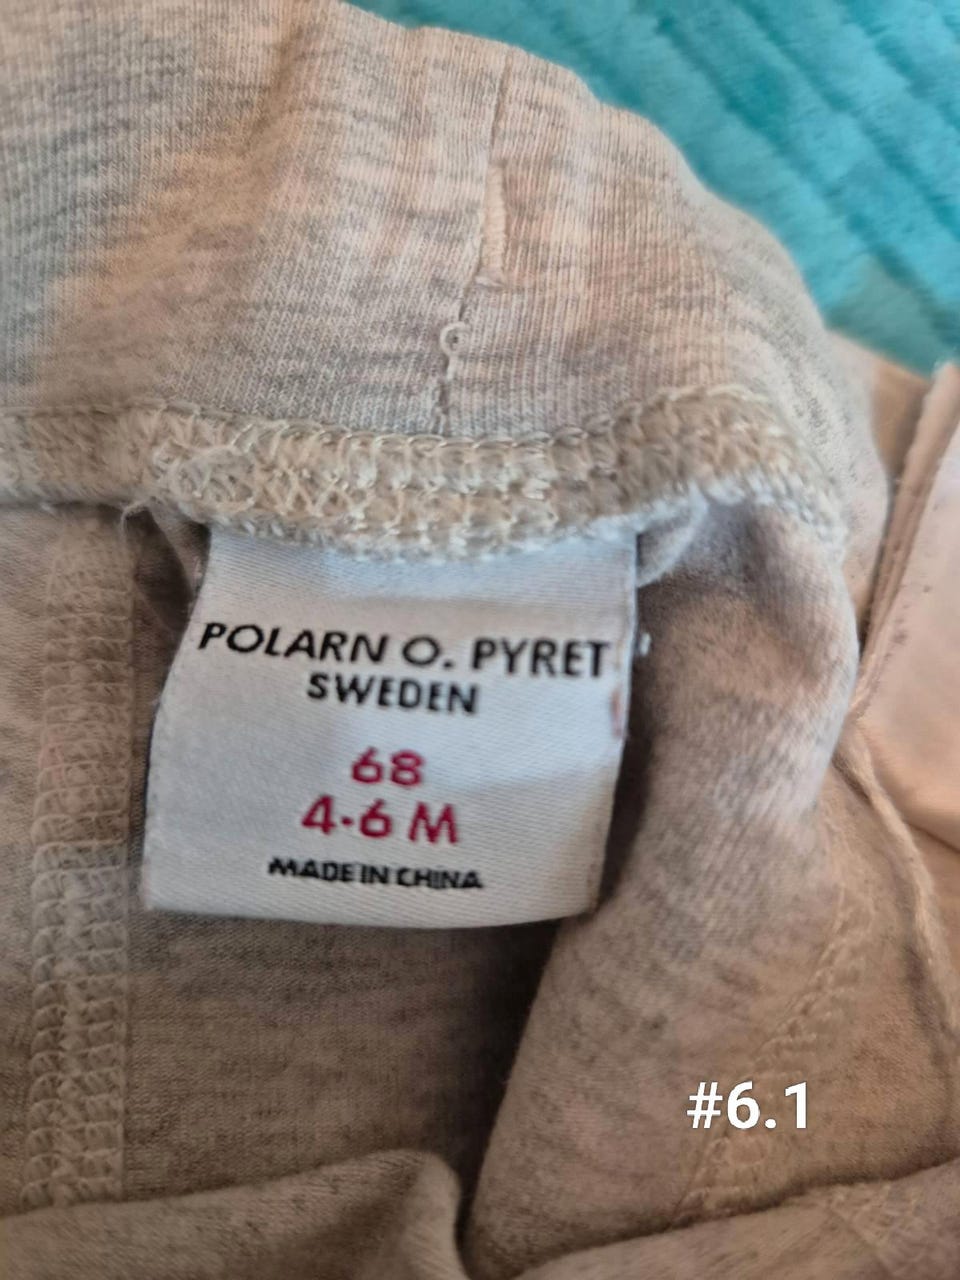 POLARN O. PYRET
SWEDEN
68
4-6 M
MADE IN CHINA
#6.1